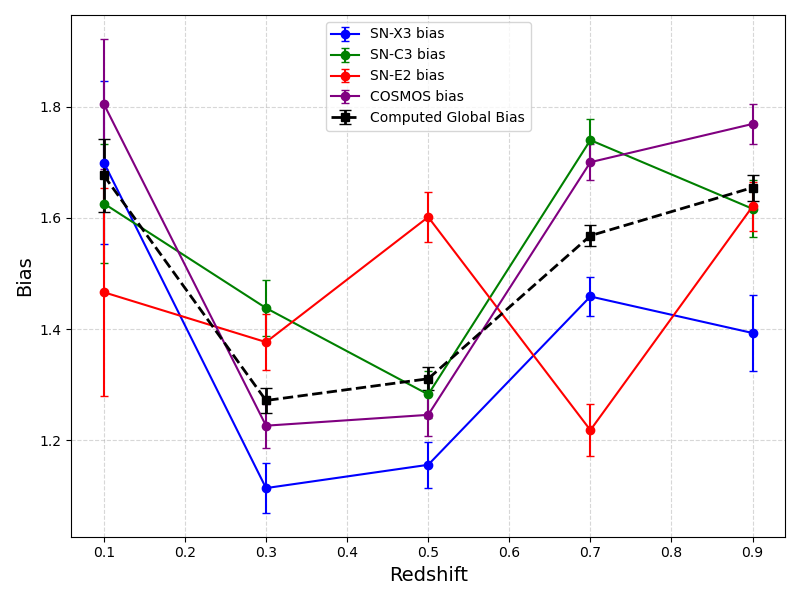 SN-X3 bias
SN-C3 bias
SN-E2 bias
COSMOS bias
Computed Global Bias
Bias
1.8
1.6
1.4
1.2
0.1 0.2 0.3 0.4 0.5 0.6 0.7 0.8 0.9
Redshift